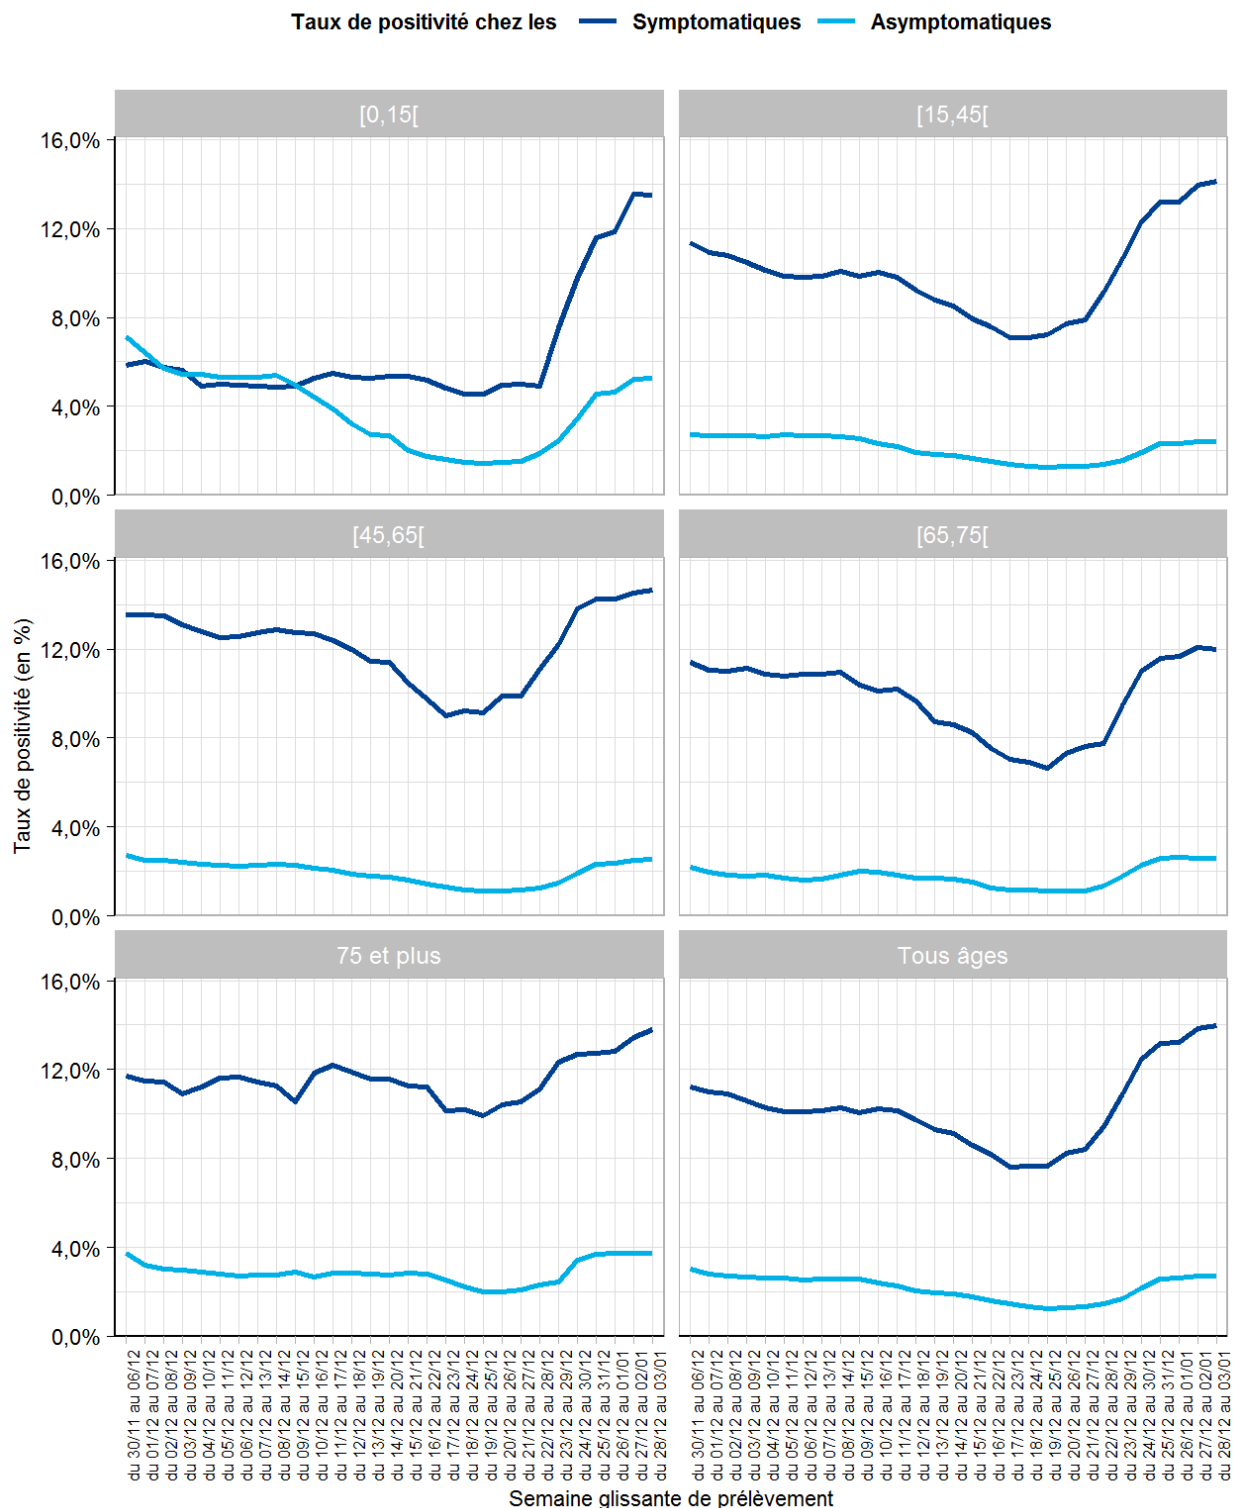 Taux de positivité chez les Symptomatiques Asymptomatiques
[0,15[ [15,45[
16,0%
12,0%
8,0%
4,0%
0,0%
[45,65[ [65,75[
16,0%
12,0%
8,0%
4,0%
0,0%
75 et plus Tous âges
16,0%
12,0%
8,0%
4,0%
0,0%
Taux de positivité (en %)
du 30/11 au 06/12
du 01/12 au 07/12
du 02/12 au 08/12
du 03/12 au 09/12
du 04/12 au 10/12
du 05/12 au 11/12
du 06/12 au 12/12
du 07/12 au 13/12
du 08/12 au 14/12
du 09/12 au 15/12
du 10/12 au 16/12
du 11/12 au 17/12
du 12/12 au 18/12
du 13/12 au 19/12
du 14/12 au 20/12
du 15/12 au 21/12
du 16/12 au 22/12
du 17/12 au 23/12
du 18/12 au 24/12
du 19/12 au 25/12
du 20/12 au 26/12
du 21/12 au 27/12
du 22/12 au 28/12
du 23/12 au 29/12
du 24/12 au 30/12
du 25/12 au 31/12
du 26/12 au 01/01
du 27/12 au 02/01
du 28/12 au 03/01
du 30/11 au 06/12
du 01/12 au 07/12
du 02/12 au 08/12
du 03/12 au 09/12
du 04/12 au 10/12
du 05/12 au 11/12
du 06/12 au 12/12
du 07/12 au 13/12
du 08/12 au 14/12
du 09/12 au 15/12
du 10/12 au 16/12
du 11/12 au 17/12
du 12/12 au 18/12
du 13/12 au 19/12
du 14/12 au 20/12
du 15/12 au 21/12
du 16/12 au 22/12
du 17/12 au 23/12
du 18/12 au 24/12
du 19/12 au 25/12
du 20/12 au 26/12
du 21/12 au 27/12
du 22/12 au 28/12
du 23/12 au 29/12
du 24/12 au 30/12
du 25/12 au 31/12
du 26/12 au 01/01
du 27/12 au 02/01
du 28/12 au 03/01
Semaine glissante de prélèvement